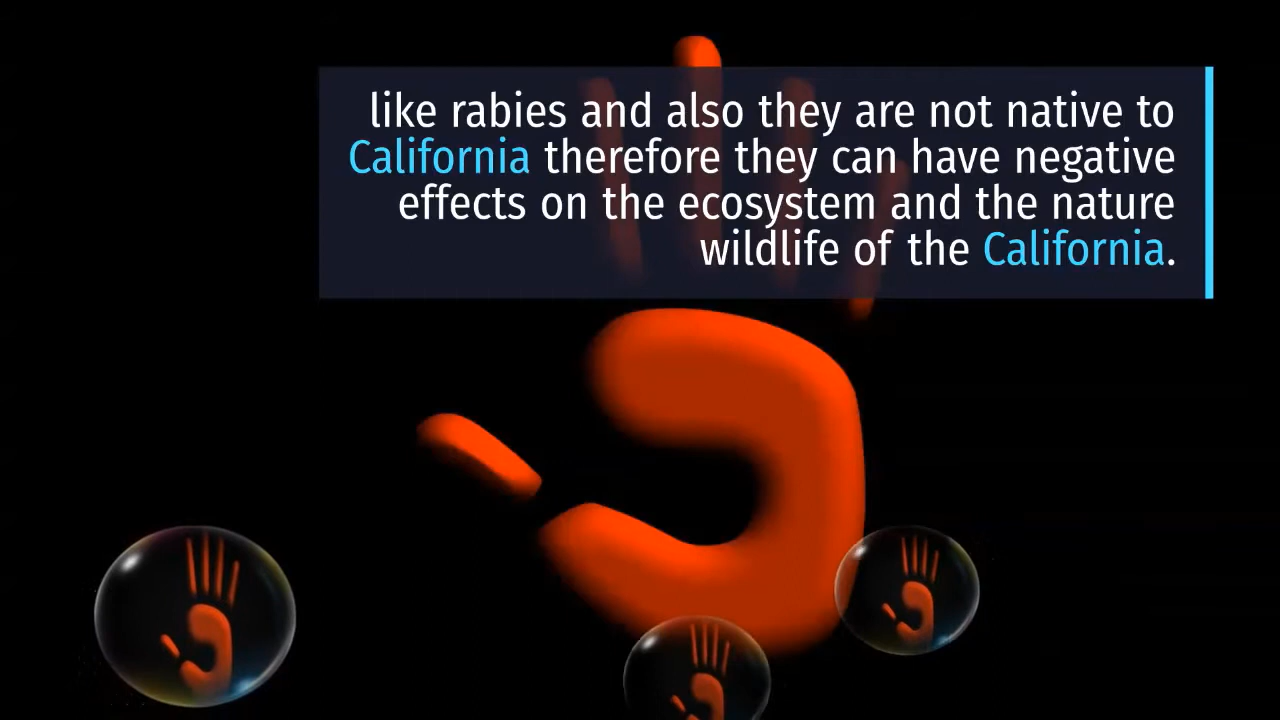 like rabies and also they are not native to
California therefore they can have negative
effects on the ecosystem and the nature
wildlife of the California.